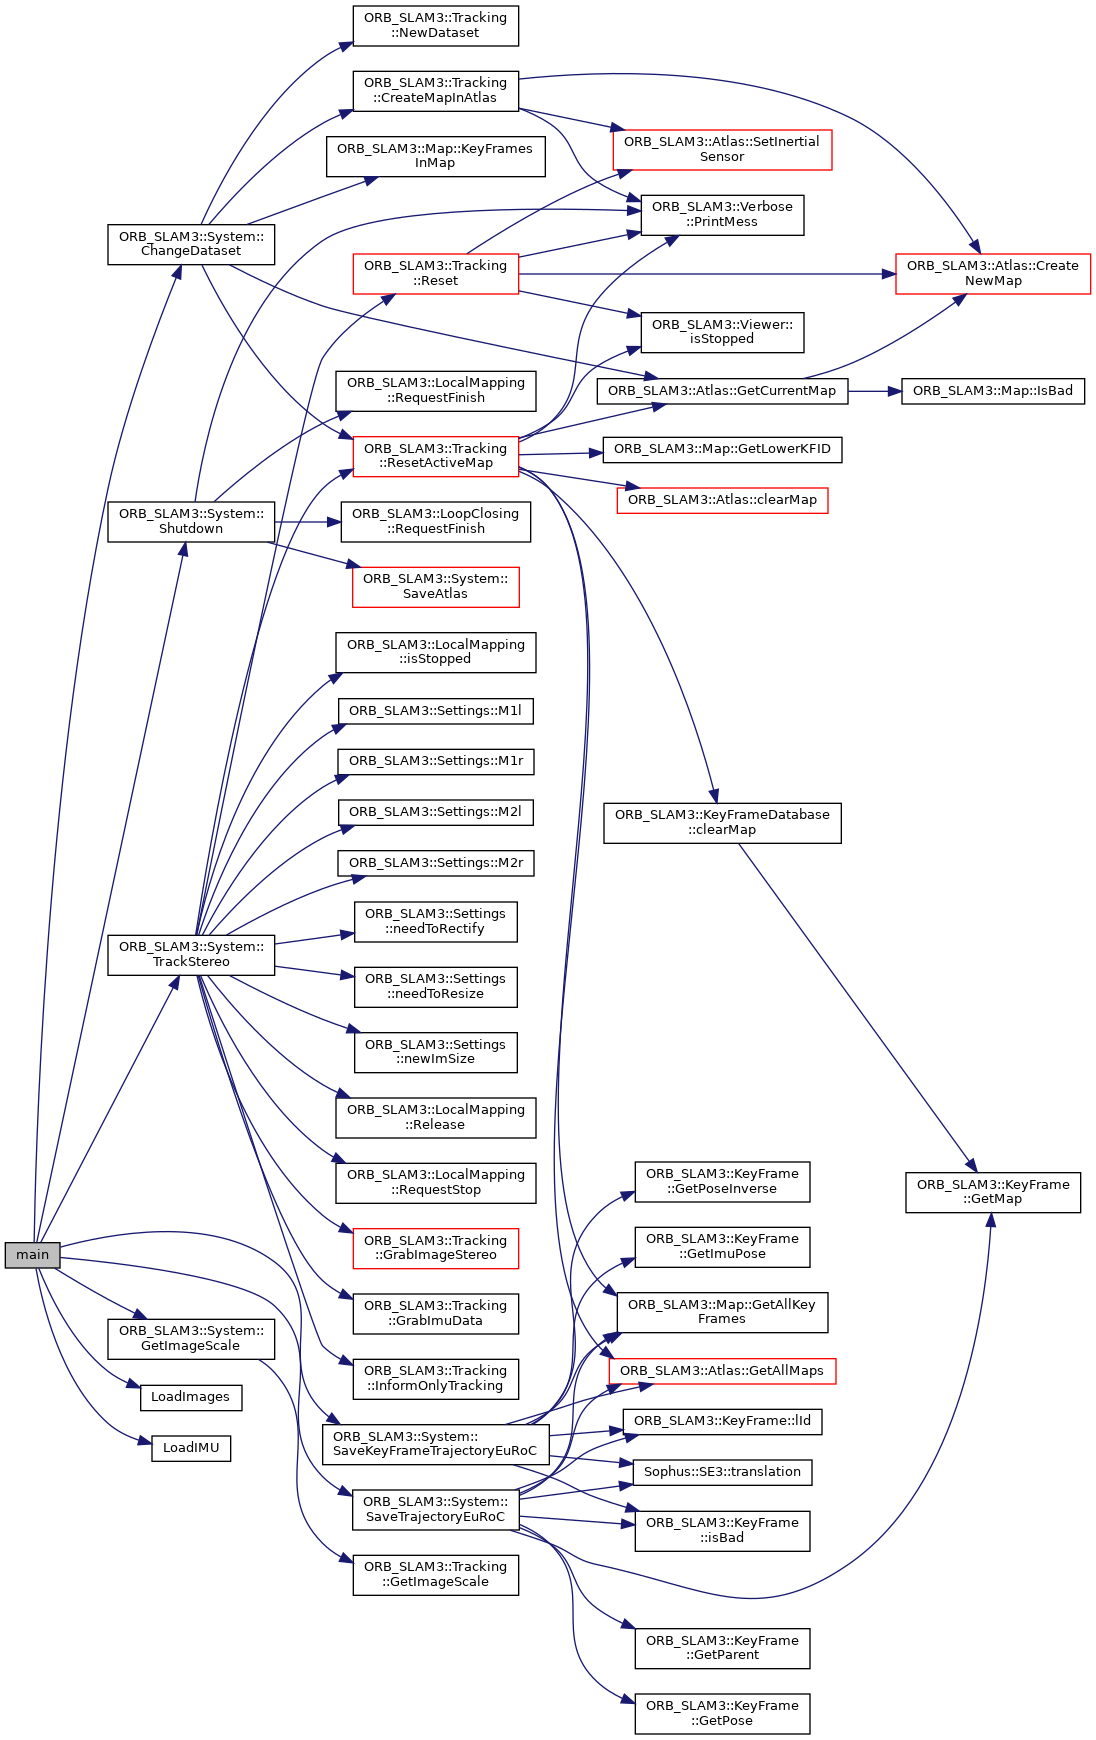 main
ORB_SLAM3::System::
ChangeDataset
ORB_SLAM3::System::
Shutdown
ORB_SLAM3::System::
TrackStereo
ORB_SLAM3::System::
GetImageScale
LoadImages
LoadIMU
ORB_SLAM3::Tracking
::NewDataset
ORB_SLAM3::Tracking
::CreateMapInAtlas
ORB_SLAM3::Map::KeyFrames
InMap
ORB_SLAM3::Tracking
::Reset
ORB_SLAM3::LocalMapping
::RequestFinish
ORB_SLAM3::Tracking
::ResetActiveMap
ORB_SLAM3::LoopClosing
::RequestFinish
ORB_SLAM3::System::
SaveAtlas
ORB_SLAM3::LocalMapping
::isStopped
ORB_SLAM3::Settings::M1l
ORB_SLAM3::Settings::M1r
ORB_SLAM3::Settings::M2l
ORB_SLAM3::Settings::M2r
ORB_SLAM3::Settings
::needToRectify
ORB_SLAM3::Settings
::needToResize
ORB_SLAM3::Settings
::newImSize
ORB_SLAM3::LocalMapping
::Release
ORB_SLAM3::LocalMapping
::RequestStop
ORB_SLAM3::Tracking
::GrabImageStereo
ORB_SLAM3::Tracking
::GrabImuData
ORB_SLAM3::Tracking
::InformOnlyTracking
ORB_SLAM3::System::
SaveKeyFrameTrajectoryEuRoC
ORB_SLAM3::System::
SaveTrajectoryEuRoC
ORB_SLAM3::Tracking
::GetImageScale
ORB_SLAM3::Atlas::SetInertial
Sensor
ORB_SLAM3::Verbose
::PrintMess
ORB_SLAM3::Viewer::
isStopped
ORB_SLAM3::Atlas::GetCurrentMap
ORB_SLAM3::Map::GetLowerKFID
ORB_SLAM3::Atlas::clearMap
ORB_SLAM3::KeyFrameDatabase
::clearMap
ORB_SLAM3::KeyFrame
::GetPoseInverse
ORB_SLAM3::KeyFrame
::GetImuPose
ORB_SLAM3::Map::GetAllKey
Frames
ORB_SLAM3::Atlas::GetAllMaps
ORB_SLAM3::KeyFrame::lId
Sophus::SE3::translation
ORB_SLAM3::KeyFrame
::isBad
ORB_SLAM3::KeyFrame
::GetParent
ORB_SLAM3::KeyFrame
::GetPose
ORB_SLAM3::Atlas::Create
NewMap
ORB_SLAM3::Map::IsBad
ORB_SLAM3::KeyFrame
::GetMap